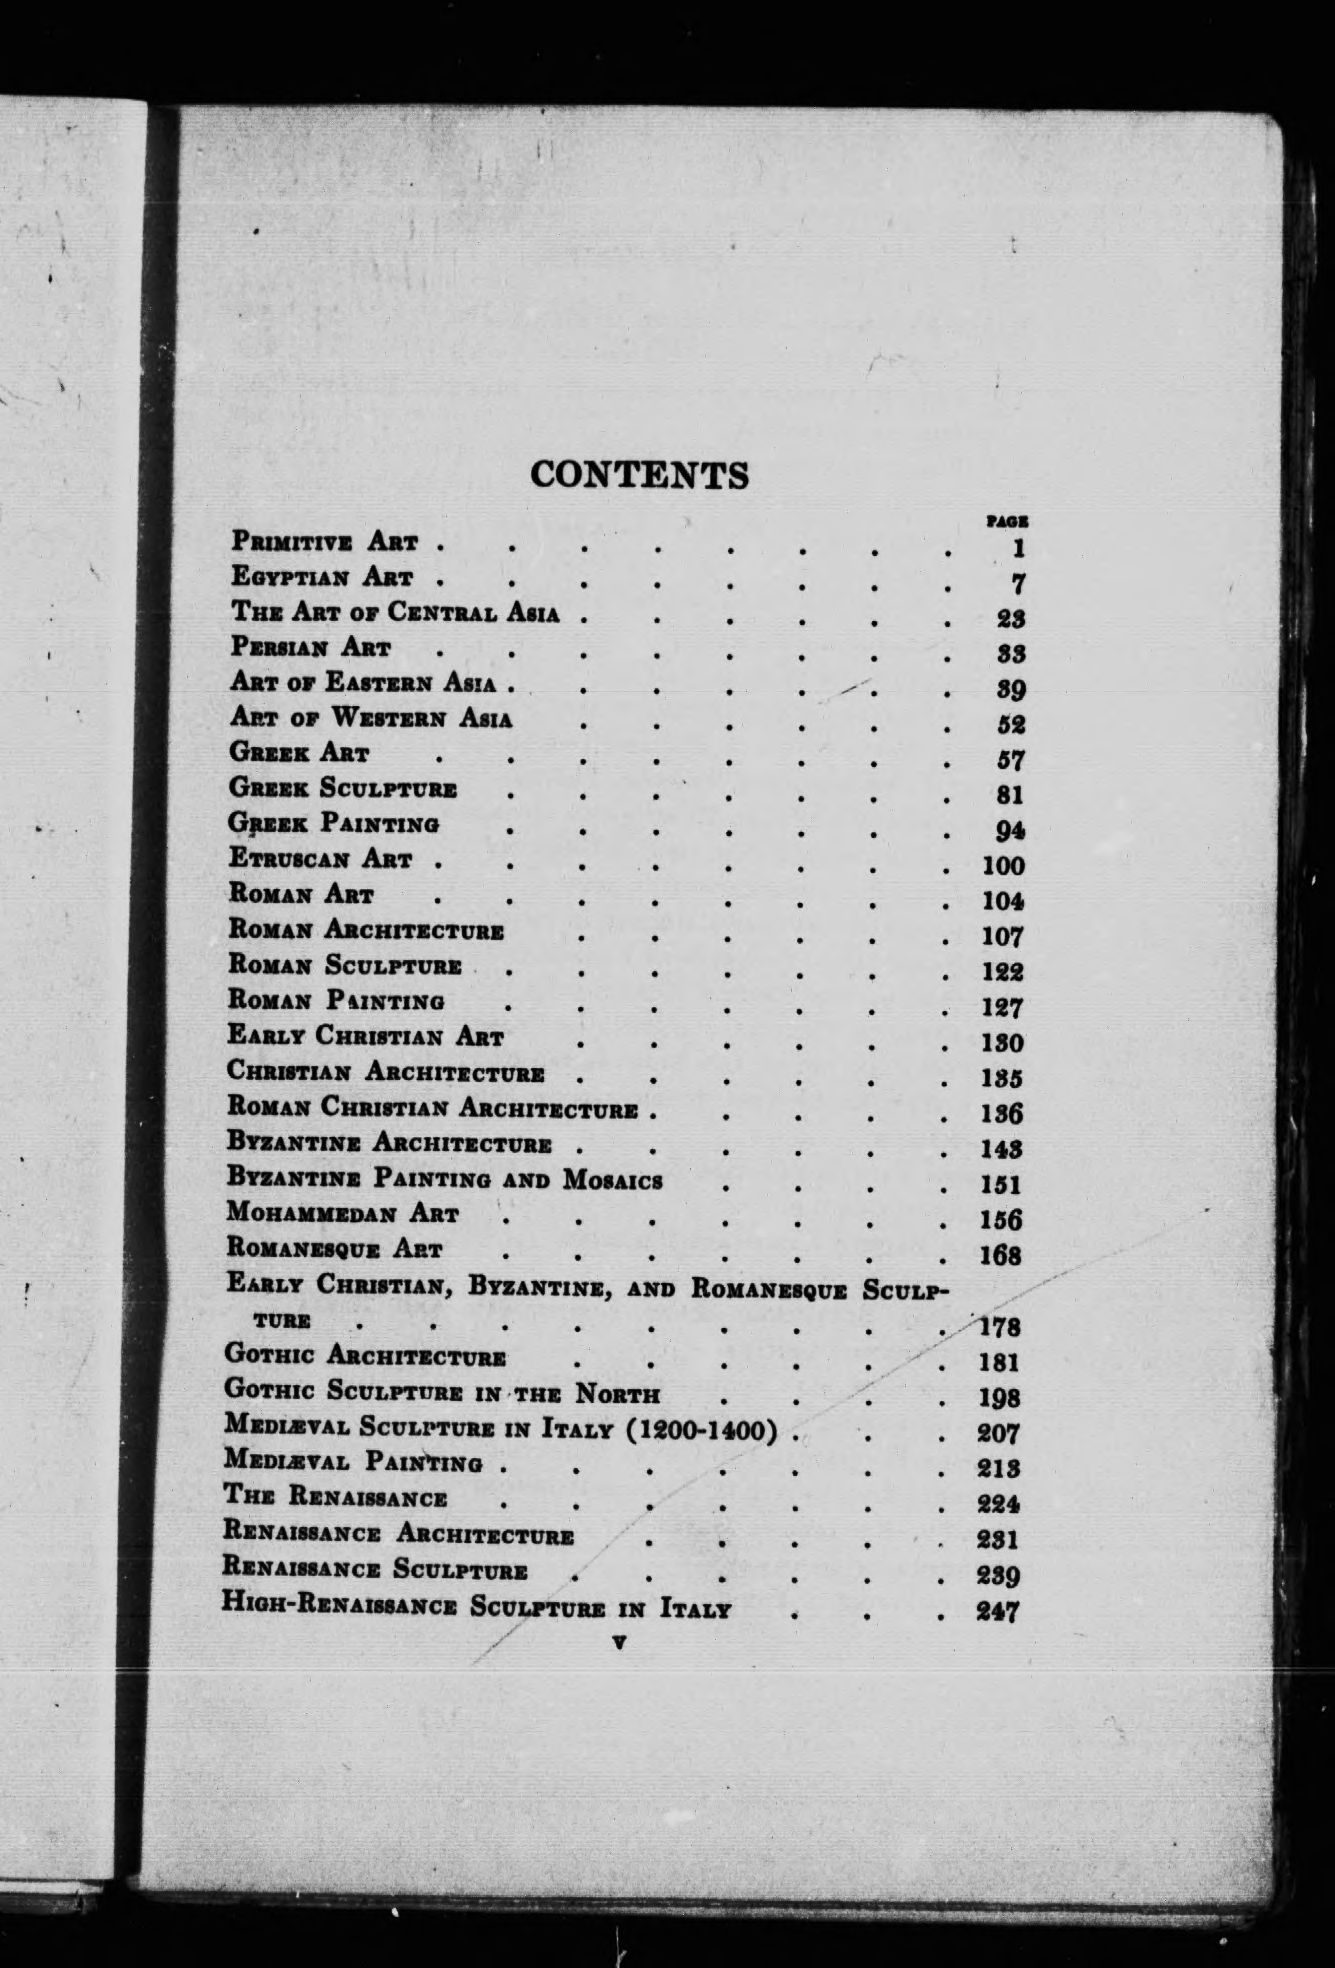 CONTENTS
PAGE
PRIMITIVE ART . . . . . . . . 1
EGYPTIAN ART . . . . . . . . 7
THE ART OF CENTRAL ASIA . . . . . . 23
PERSIAN ART . . . . . . . . 33
ART OF EASTERN ASIA . . . . . . . 39
ART OF WESTERN ASIA . . . . . . 52
GREEK ART . . . . . . . . 57
GREEK SCULPTURE . . . . . . . 81
GREEK PAINTING . . . . . . . 94
ETRUSCAN ART . . . . . . . . 100
ROMAN ART . . . . . . . . 104
ROMAN ARCHITECTURE . . . . . . 107
ROMAN SCULPTURE . . . . . . . 122
ROMAN PAINTING . . . . . . . 127
EARLY CHRISTIAN ART . . . . . . 130
CHRISTIAN ARCHITECTURE . . . . . . 135
ROMAN CHRISTIAN ARCHITECTURE . . . . . 136
BYZANTINE ARCHITECTURE . . . . . . 143
BYZANTINE PAINTING AND MOSAICS . . . . 151
MOHAMMEDAN ART . . . . . . . 156
ROMANESQUE ART . . . . . . . 168
EARLY CHRISTIAN, BYZANTINE, AND ROMANESQUE SCULP-
TURE . . . . . . . . . 178
GOTHIC ARCHITECTURE . . . . . . 181
GOTHIC SCULPTURE IN THE NORTH . . . . 198
MEDIÆVAL SCULPTURE IN ITALY (1200-1400) . . . 207
MEDIÆVAL PAINTING . . . . . . . 213
THE RENAISSANCE . . . . . . . 224
RENAISSANCE ARCHITECTURE . . . . . 231
RENAISSANCE SCULPTURE . . . . . . 239
HIGH-RENAISSANCE SCULPTURE IN ITALY . . . 247
V